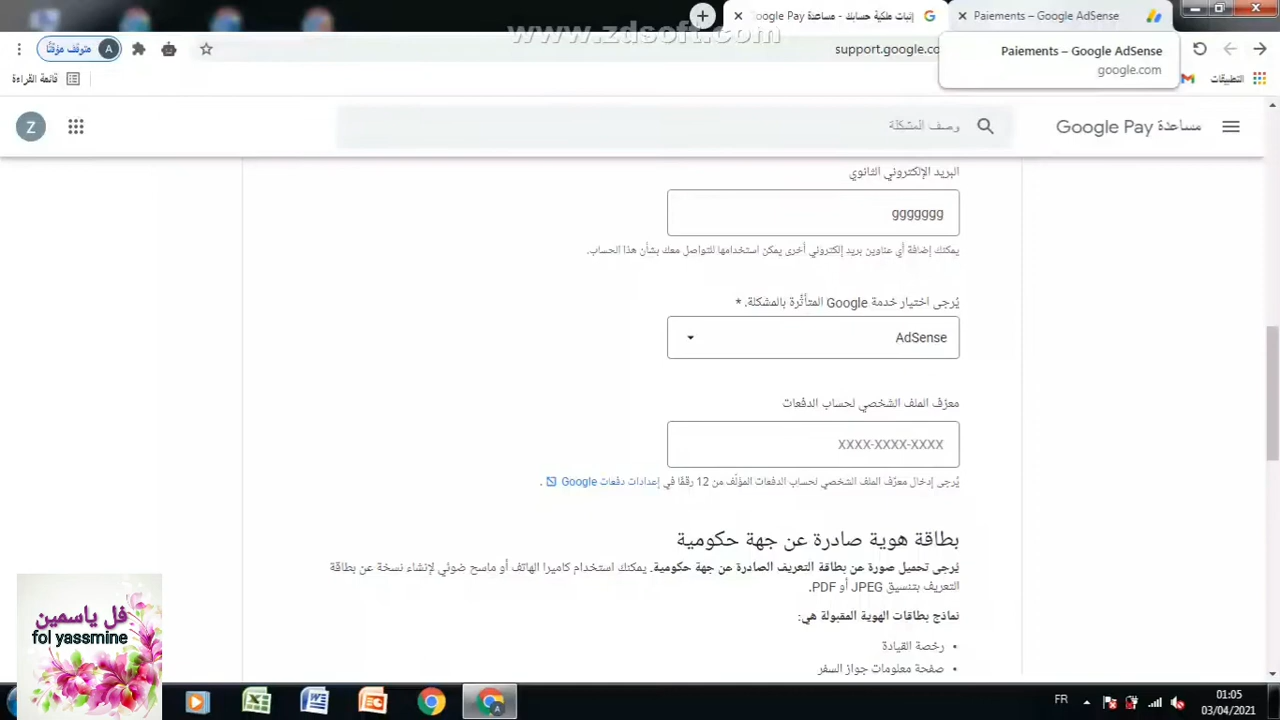 Paiements – Google AdSense
إثبات ملكية حسابك - مساعدة Google Pay
www.zdsoft.com
متوقف مؤقتًا
A
support.google.co
Paiements – Google AdSense
google.com
التطبيقات
قائمة القراءة
مساعدة Google Pay
وصف المشكلة
Z
البريد الإلكتروني الثانوي
ggggggg
يمكنك إضافة أي عناوين بريد إلكتروني أخرى يمكن استخدامها للتواصل معك بشأن هذا الحساب.
يُرجى اختيار خدمة Google المتأثّرة بالمشكلة. *
AdSense
معرّف الملف الشخصي لحساب الدفعات
XXXX-XXXX-XXXX
يُرجى إدخال معرّف الملف الشخصي لحساب الدفعات المؤلّف من 12 رقمًا في إعدادات دفعات Google .
بطاقة هوية صادرة عن جهة حكومية
يُرجى تحميل صورة عن بطاقة التعريف الصادرة عن جهة حكومية. يمكنك استخدام كاميرا الهاتف أو ماسح ضوئي لإنشاء نسخة عن بطاقة
التعريف بتنسيق JPEG أو PDF.
نماذج بطاقات الهوية المقبولة هي:
• رخصة القيادة
• صفحة معلومات جواز السفر
فل ياسمين
fol yassmine
FR
01:05
03/04/2021